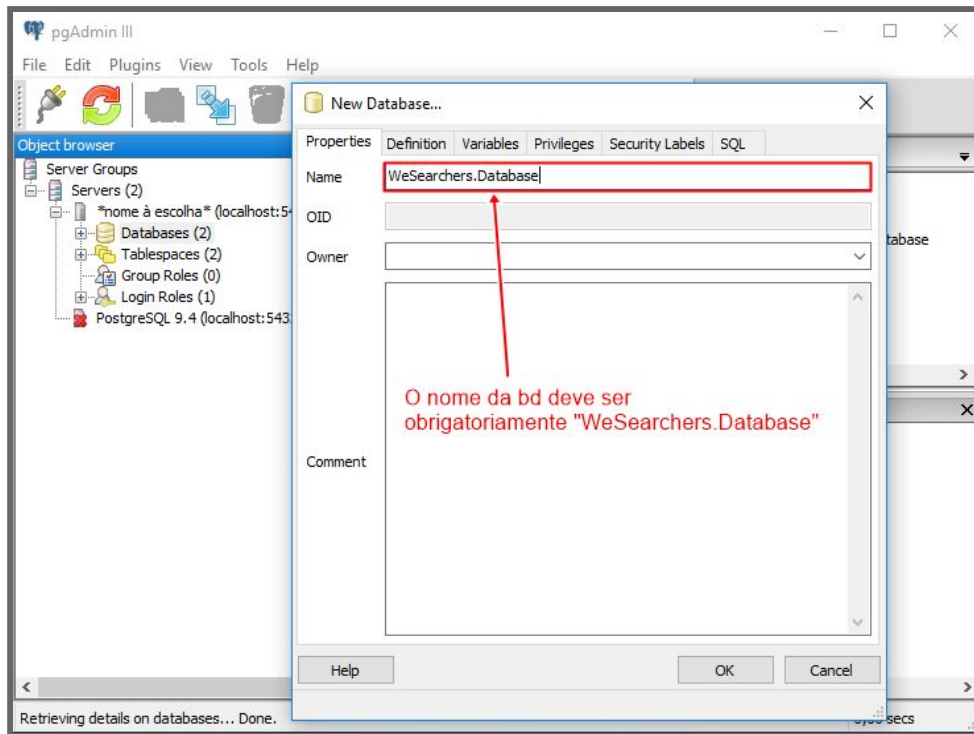 pgAdmin III
File Edit Plugins View Tools Help
Object browser
Server Groups
Servers (2)
*nome à escolha* (localhost:54
Databases (2)
Tablespaces (2)
Group Roles (0)
Login Roles (1)
PostgreSQL 9.4 (localhost:543
New Database...
Properties Definition Variables Privileges Security Labels SQL
Name WeSearchers.Database
OID
Owner
O nome da bd deve ser
obrigatoriamente "WeSearchers.Database"
Comment
Help OK Cancel
tabase
Retrieving details on databases... Done.
secs